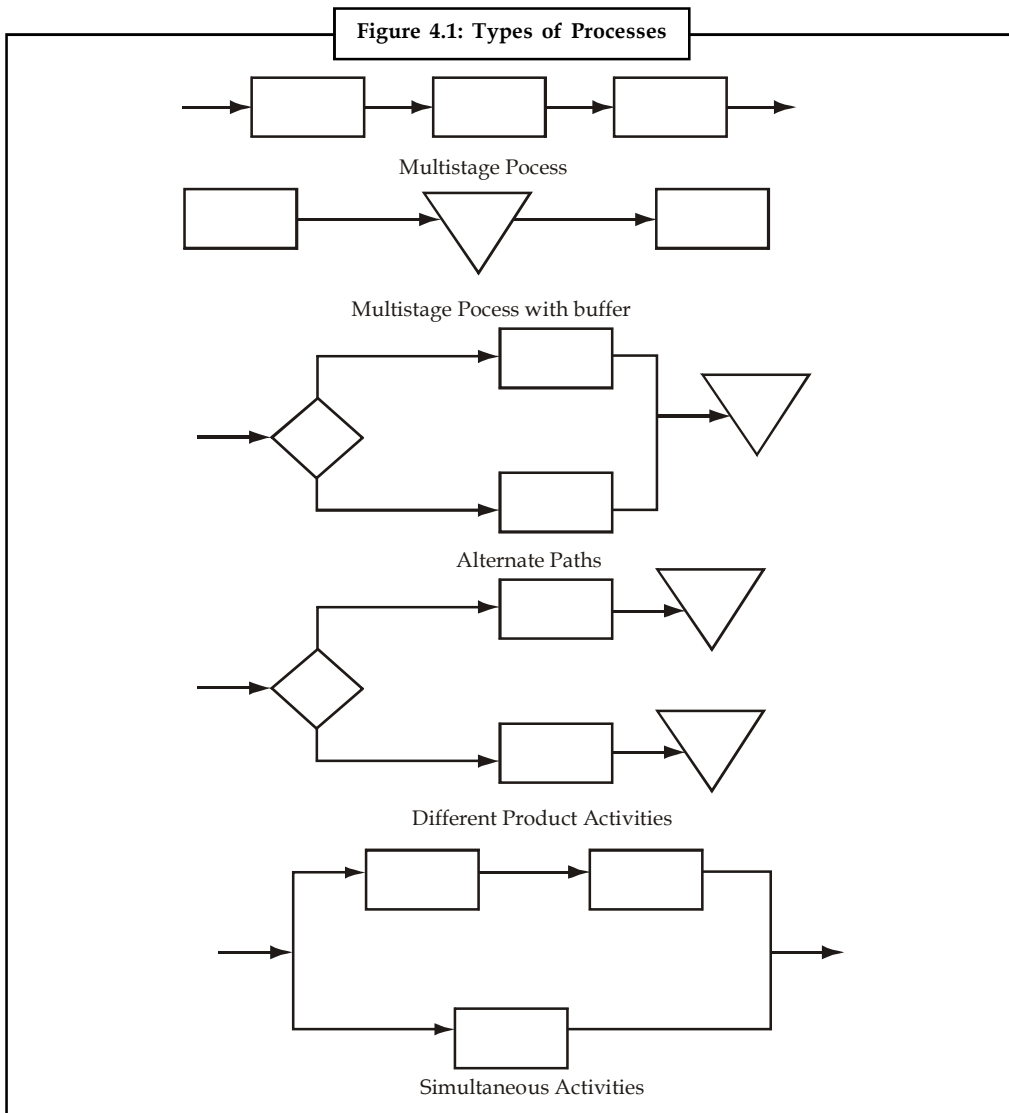 Figure 4.1: Types of Processes
Multistage Pocess
Multistage Pocess with buffer
Alternate Paths
Different Product Activities
Simultaneous Activities